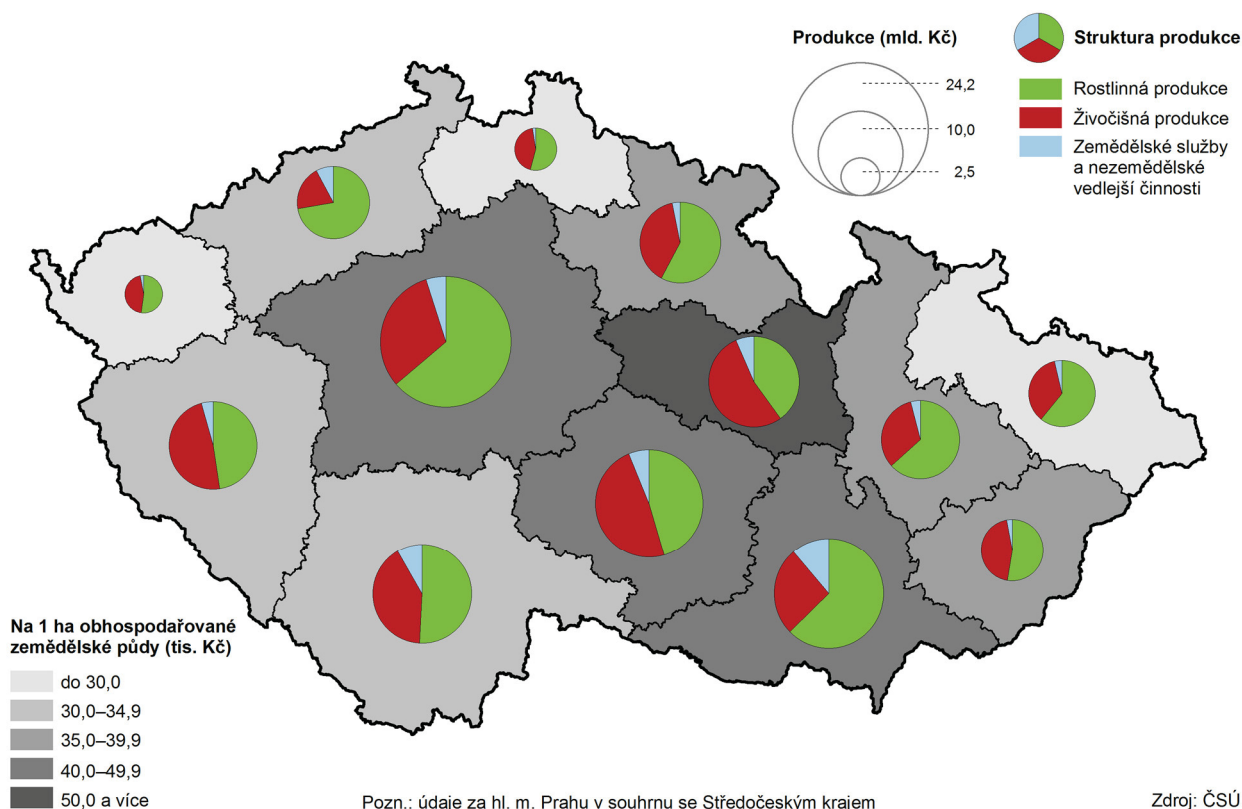 Produkce (mld. Kč)
24,2
10,0
2,5
Struktura produkce
Rostlinná produkce
Živočišná produkce
Zemědělské služby
a nezemědělské
vedlejší činnosti
Na 1 ha obhospodařované
zemědělské půdy (tis. Kč)
do 30,0
30,0–34,9
35,0–39,9
40,0–49,9
50,0 a více
Pozn.: údaje za hl. m. Prahu v souhrnu se Středočeským krajem
Zdroj: ČSÚ